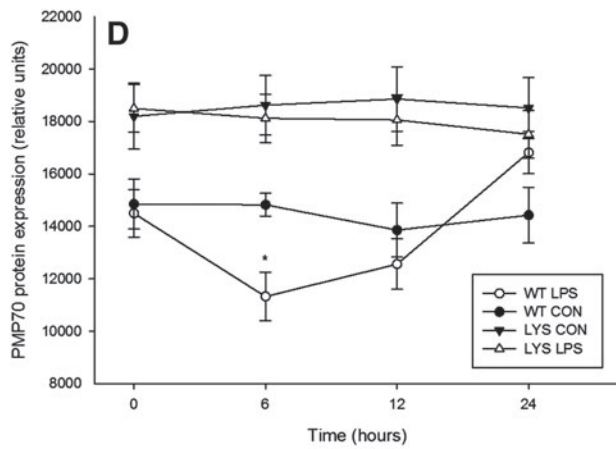 D
PMP70 protein expression (relative units)
22000
20000
18000
16000
14000
12000
10000
8000
*
WT LPS
WT CON
LYS CON
LYS LPS
0 6 12 24
Time (hours)